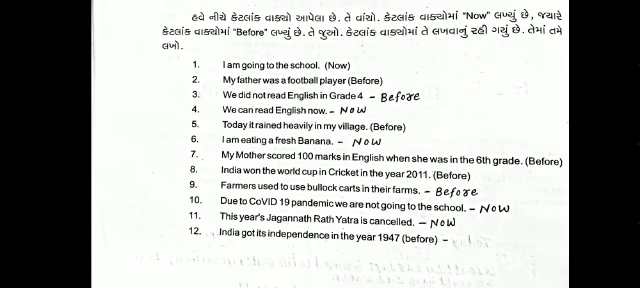 હવે નીચે કેટલાંક વાક્યો આપેલા છે. તે વાંચો. કેટલાંક વાક્યોમાં "Now" લખ્યું છે, જયારે
કેટલાંક વાક્યોમાં "Before" લખ્યું છે. તે જુઓ. કેટલાંક વાક્યોમાં તે લખવાનું રહી ગયું છે. તેમાં તમે
લખો.
1. I am going to the school. (Now)
2. My father was a football player (Before)
3. We did not read English in Grade 4 - Before
4. We can read English now. - NOW
5. Today it rained heavily in my village. (Before)
6. I am eating a fresh Banana. - NOW
7. My Mother scored 100 marks in English when she was in the 6th grade. (Before)
8. India won the world cup in Cricket in the year 2011. (Before)
9. Farmers used to use bullock carts in their farms. - Before
10. Due to CoVID 19 pandemic we are not going to the school. - NOW
11. This year's Jagannath Rath Yatra is cancelled. - NOW
12. India got its independence in the year 1947 (before) -